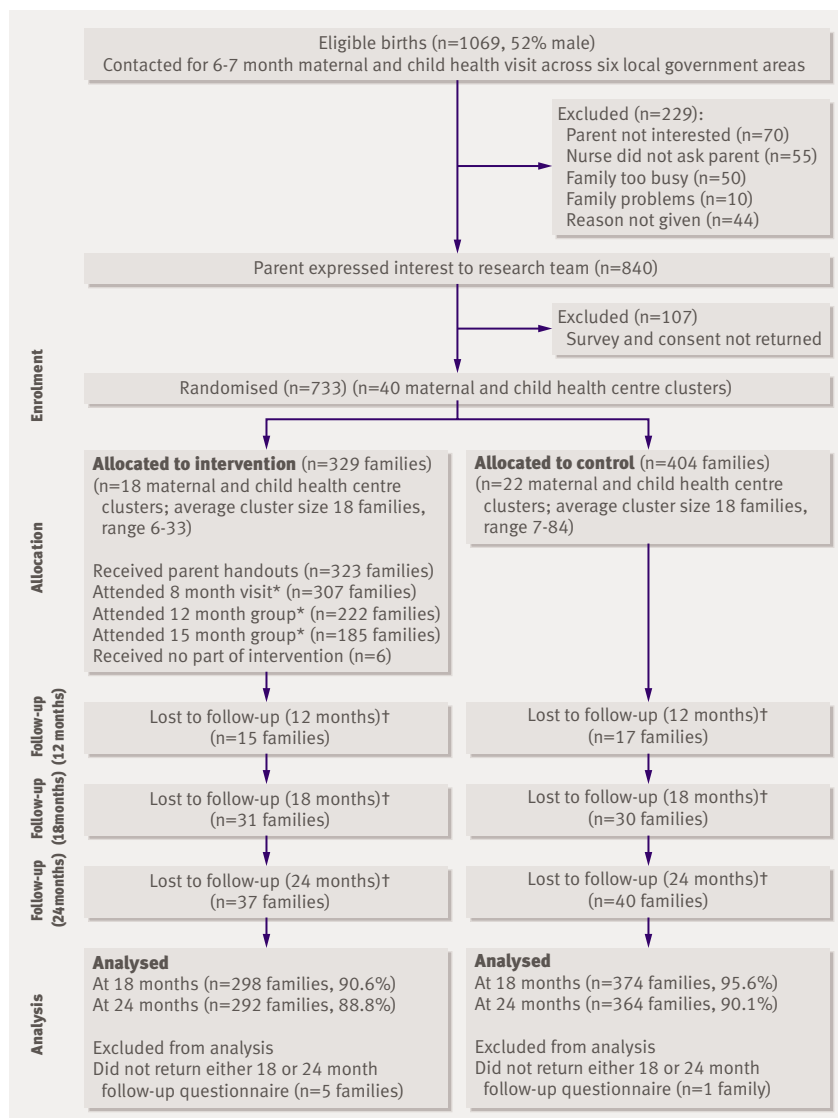 Eligible births (n=1069, 52% male)
Contacted for 6-7 month maternal and child health visit across six local government areas
Excluded (n=229):
Parent not interested (n=70)
Nurse did not ask parent (n=55)
Family too busy (n=50)
Family problems (n=10)
Reason not given (n=44)
Parent expressed interest to research team (n=840)
Excluded (n=107)
Survey and consent not returned
Enrolment
Randomised (n=733) (n=40 maternal and child health centre clusters)
Allocation
Allocated to intervention (n=329 families)
(n=18 maternal and child health centre
clusters; average cluster size 18 families,
range 6-33)
Received parent handouts (n=323 families)
Attended 8 month visit* (n=307 families)
Attended 12 month group* (n=222 families)
Attended 15 month group* (n=185 families)
Received no part of intervention (n=6)
Allocated to control (n=404 families)
(n=22 maternal and child health centre
clusters; average cluster size 18 families,
range 7-84)
Follow-up
(12 months)
Lost to follow-up (12 months)†
(n=15 families)
Lost to follow-up (12 months)†
(n=17 families)
Follow-up
(18months)
Lost to follow-up (18 months)†
(n=31 families)
Lost to follow-up (18 months)†
(n=30 families)
Follow-up
(24months)
Lost to follow-up (24 months)†
(n=37 families)
Lost to follow-up (24 months)†
(n=40 families)
Analysis
Analysed
At 18 months (n=298 families, 90.6%)
At 24 months (n=292 families, 88.8%)
Excluded from analysis
Did not return either 18 or 24 month
follow-up questionnaire (n=5 families)
Analysed
At 18 months (n=374 families, 95.6%)
At 24 months (n=364 families, 90.1%)
Excluded from analysis
Did not return either 18 or 24 month
follow-up questionnaire (n=1 family)